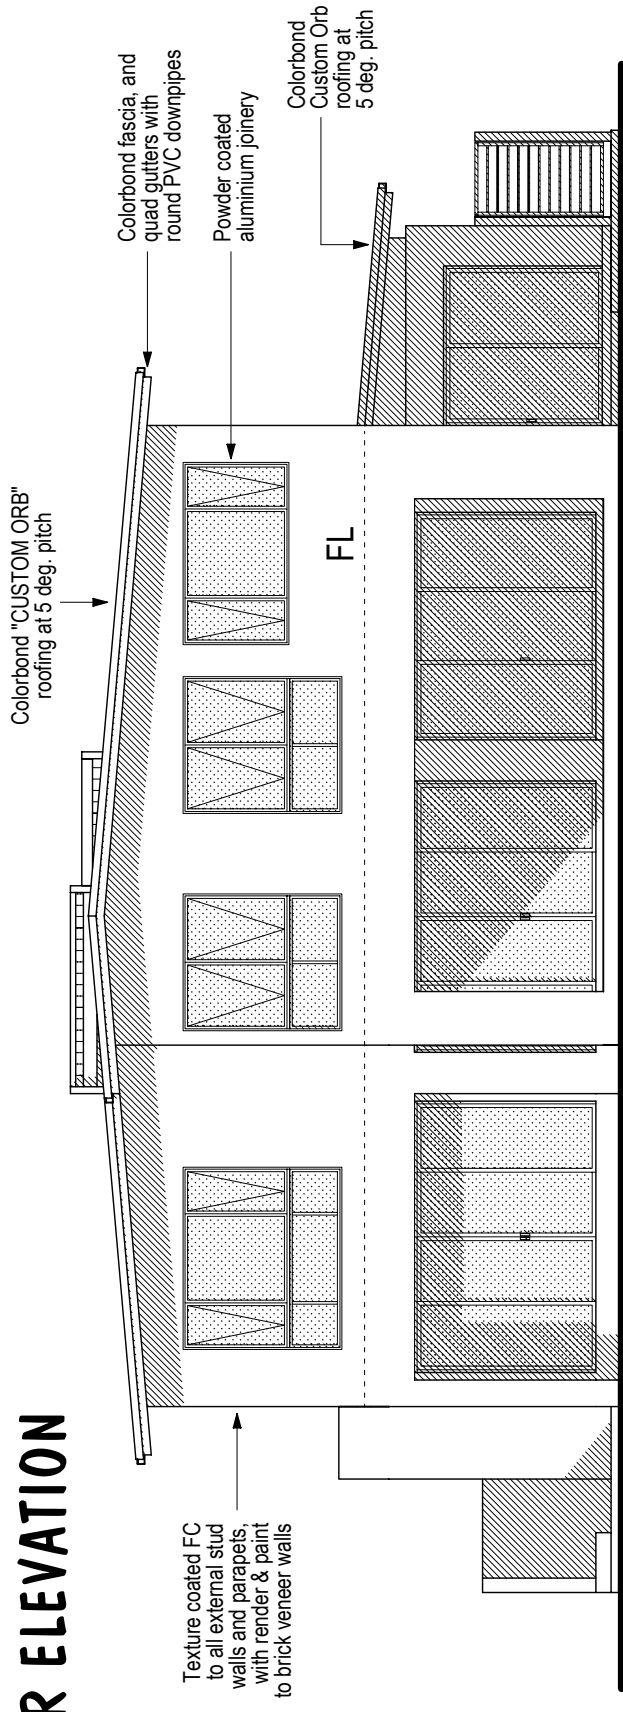 R ELEVATION
Colorbond "CUSTOM ORB"
roofing at 5 deg. pitch
Colorbond fascia, and
quad gutters with
round PVC downpipes
Powder coated
aluminium joinery
Colorbond
Custom Orb
roofing at
5 deg. pitch
FL
Texture coated FC
to all external stud
walls and parapets,
with render & paint
to brick veneer walls